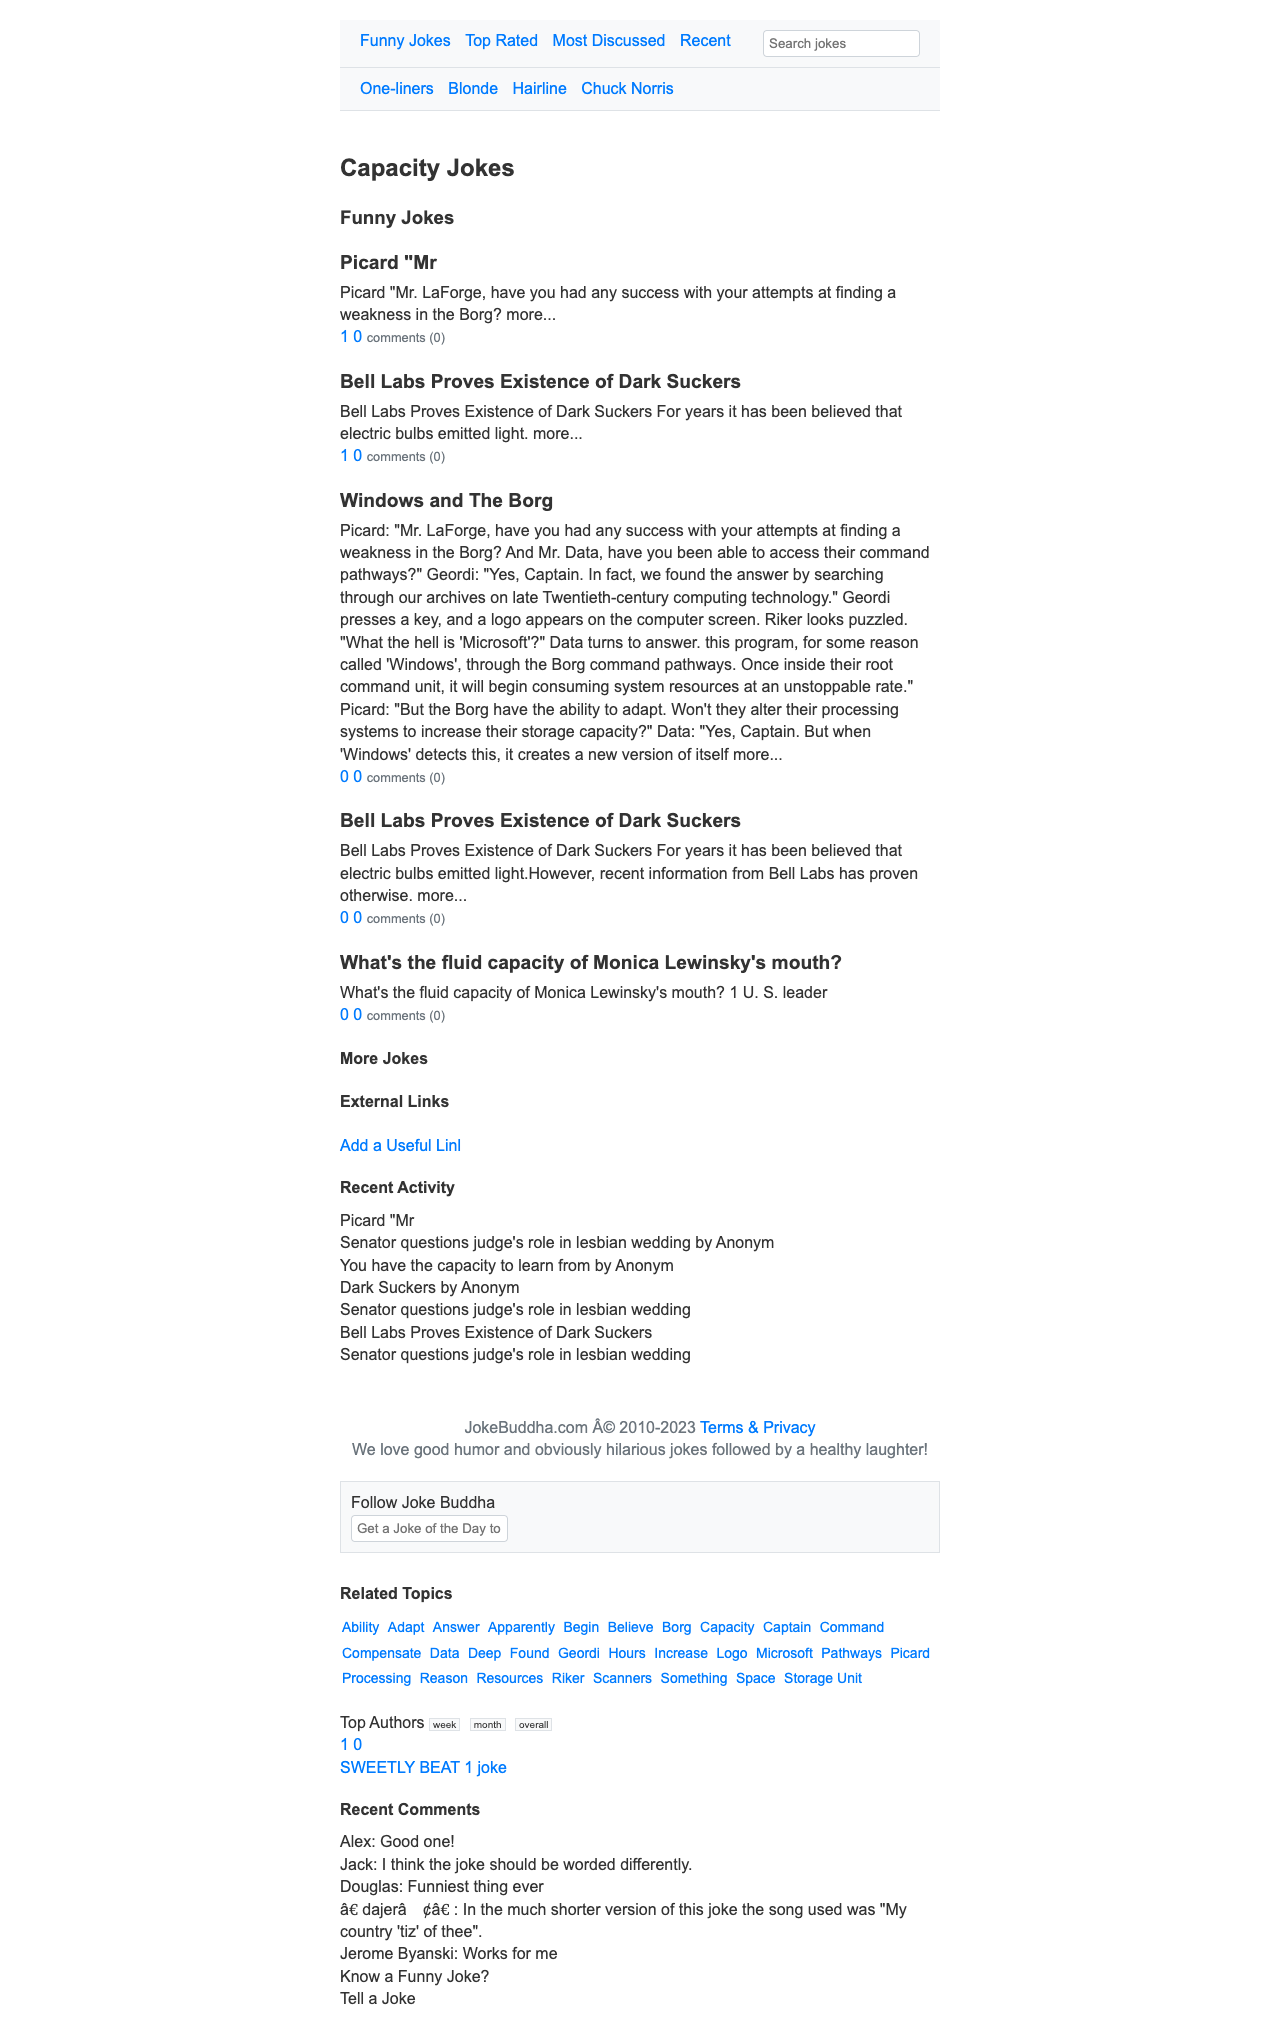 Funny Jokes Top Rated Most Discussed Recent Search jokes
One-liners Blonde Hairline Chuck Norris
Capacity Jokes
Funny Jokes
Picard "Mr
Picard "Mr. LaForge, have you had any success with your attempts at finding a
weakness in the Borg? more...
1 0 comments (0)
Bell Labs Proves Existence of Dark Suckers
Bell Labs Proves Existence of Dark Suckers For years it has been believed that
electric bulbs emitted light. more...
1 0 comments (0)
Windows and The Borg
Picard: "Mr. LaForge, have you had any success with your attempts at finding a
weakness in the Borg? And Mr. Data, have you been able to access their command
pathways?" Geordi: "Yes, Captain. In fact, we found the answer by searching
through our archives on late Twentieth-century computing technology." Geordi
presses a key, and a logo appears on the computer screen. Riker looks puzzled.
"What the hell is 'Microsoft'?" Data turns to answer. this program, for some reason
called 'Windows', through the Borg command pathways. Once inside their root
command unit, it will begin consuming system resources at an unstoppable rate."
Picard: "But the Borg have the ability to adapt. Won't they alter their processing
systems to increase their storage capacity?" Data: "Yes, Captain. But when
'Windows' detects this, it creates a new version of itself more...
0 0 comments (0)
Bell Labs Proves Existence of Dark Suckers
Bell Labs Proves Existence of Dark Suckers For years it has been believed that
electric bulbs emitted light.However, recent information from Bell Labs has proven
otherwise. more...
0 0 comments (0)
What's the fluid capacity of Monica Lewinsky's mouth?
What's the fluid capacity of Monica Lewinsky's mouth? 1 U. S. leader
0 0 comments (0)
More Jokes
External Links
Add a Useful Linl
Recent Activity
Picard "Mr
Senator questions judge's role in lesbian wedding by Anonym
You have the capacity to learn from by Anonym
Dark Suckers by Anonym
Senator questions judge's role in lesbian wedding
Bell Labs Proves Existence of Dark Suckers
Senator questions judge's role in lesbian wedding
JokeBuddha.com Â© 2010-2023 Terms & Privacy
We love good humor and obviously hilarious jokes followed by a healthy laughter!
Follow Joke Buddha
Get a Joke of the Day to
Related Topics
Ability Adapt Answer Apparently Begin Believe Borg Capacity Captain Command
Compensate Data Deep Found Geordi Hours Increase Logo Microsoft Pathways Picard
Processing Reason Resources Riker Scanners Something Space Storage Unit
Top Authors week month overall
1 0
SWEETLY BEAT 1 joke
Recent Comments
Alex: Good one!
Jack: I think the joke should be worded differently.
Douglas: Funniest thing ever
â€ dajerâ ¢â€ : In the much shorter version of this joke the song used was "My
country 'tiz' of thee".
Jerome Byanski: Works for me
Know a Funny Joke?
Tell a Joke